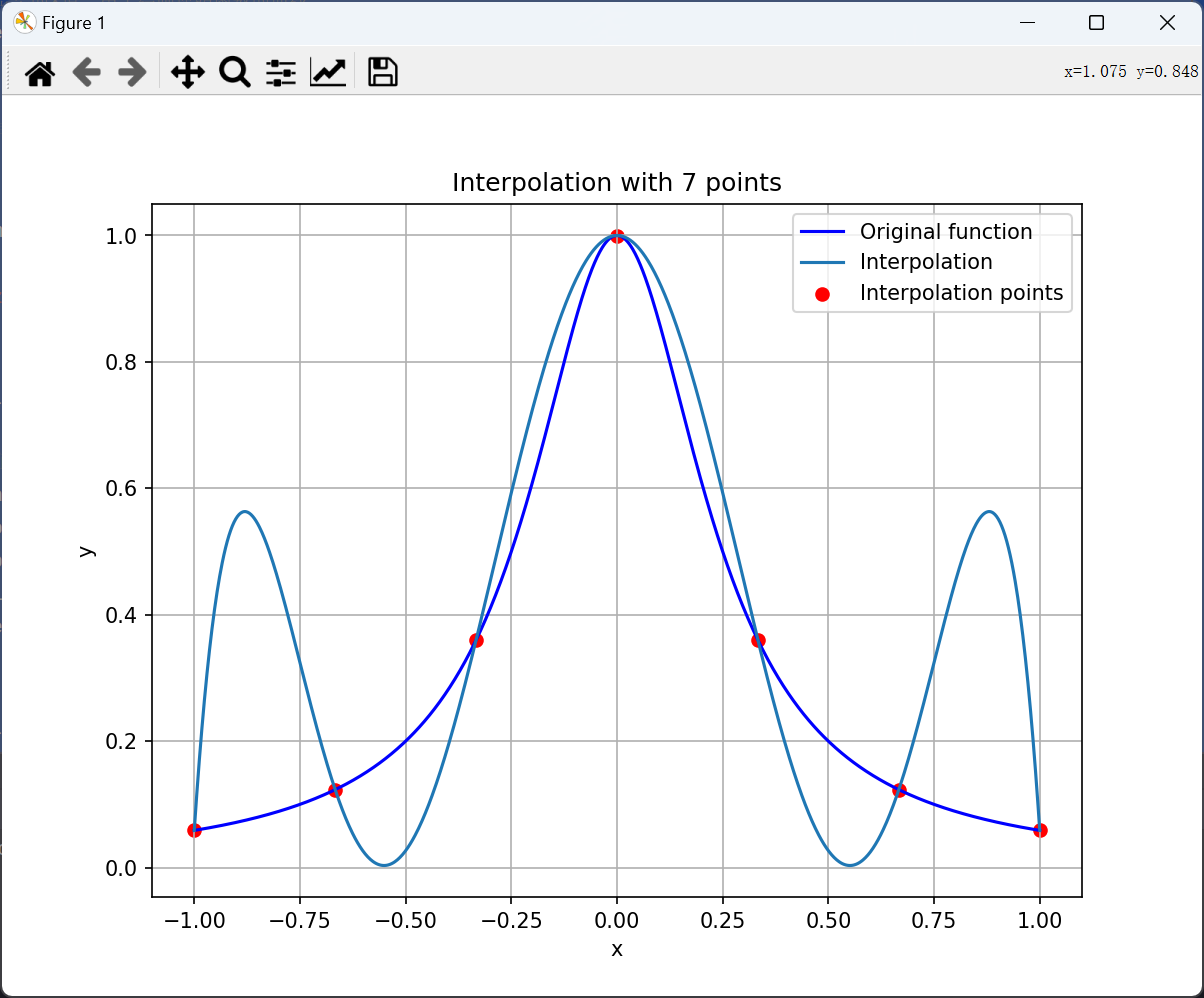 Figure 1
x=1.075 y=0.848
Interpolation with 7 points
Original function
Interpolation
Interpolation points
1.0
0.8
0.6
0.4
0.2
0.0
y
−1.00 −0.75 −0.50 −0.25 0.00 0.25 0.50 0.75 1.00
x